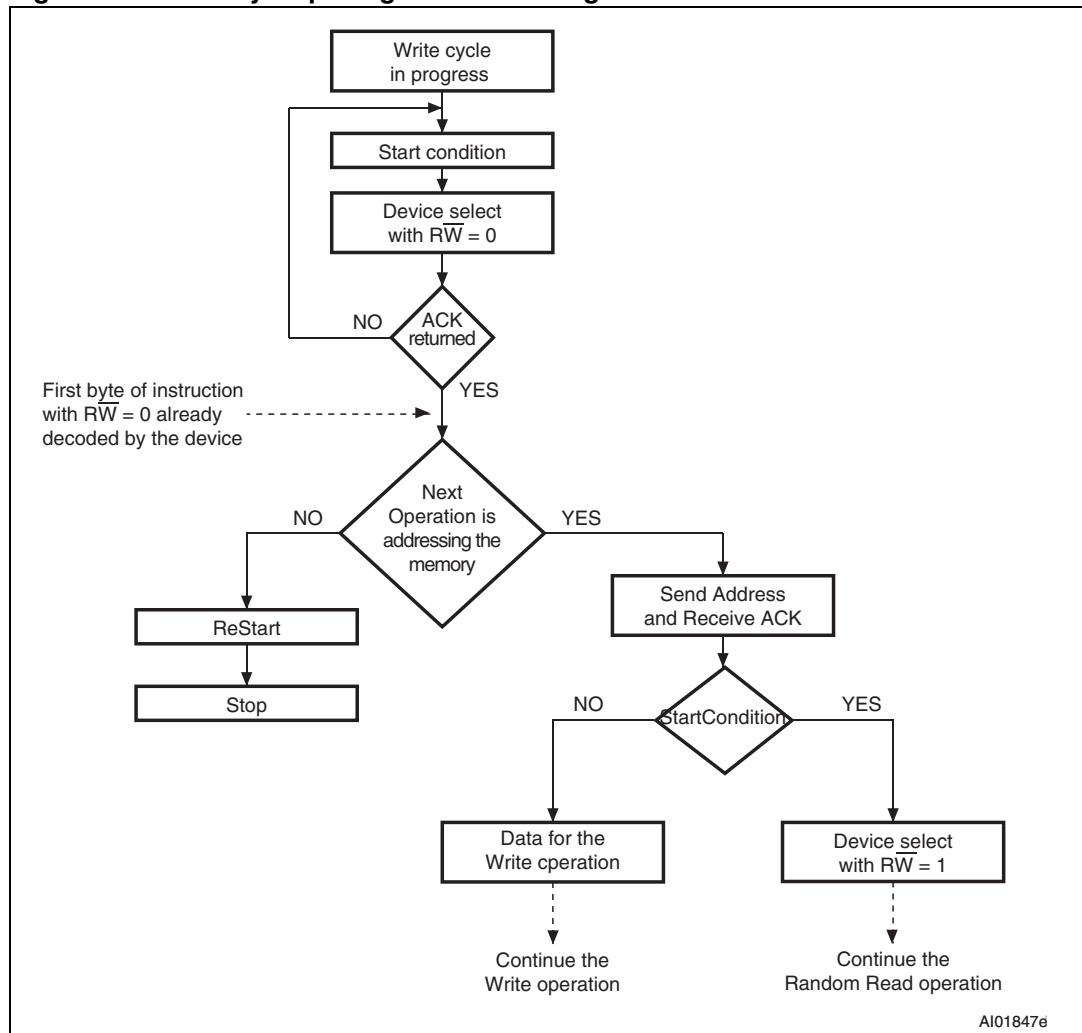 Write cycle
in progress
Start condition
Device select
with RW̅ = 0
ACK
returned
NO
YES
First byte of instruction
with RW̅ = 0 already
decoded by the device
Next
Operation is
addressing the
memory
NO
YES
Send Address
and Receive ACK
ReStart
Stop
StartCondition
NO
YES
Data for the
Write cperation
Device select
with RW̅ = 1
Continue the
Write operation
Continue the
Random Read operation
AI01847e